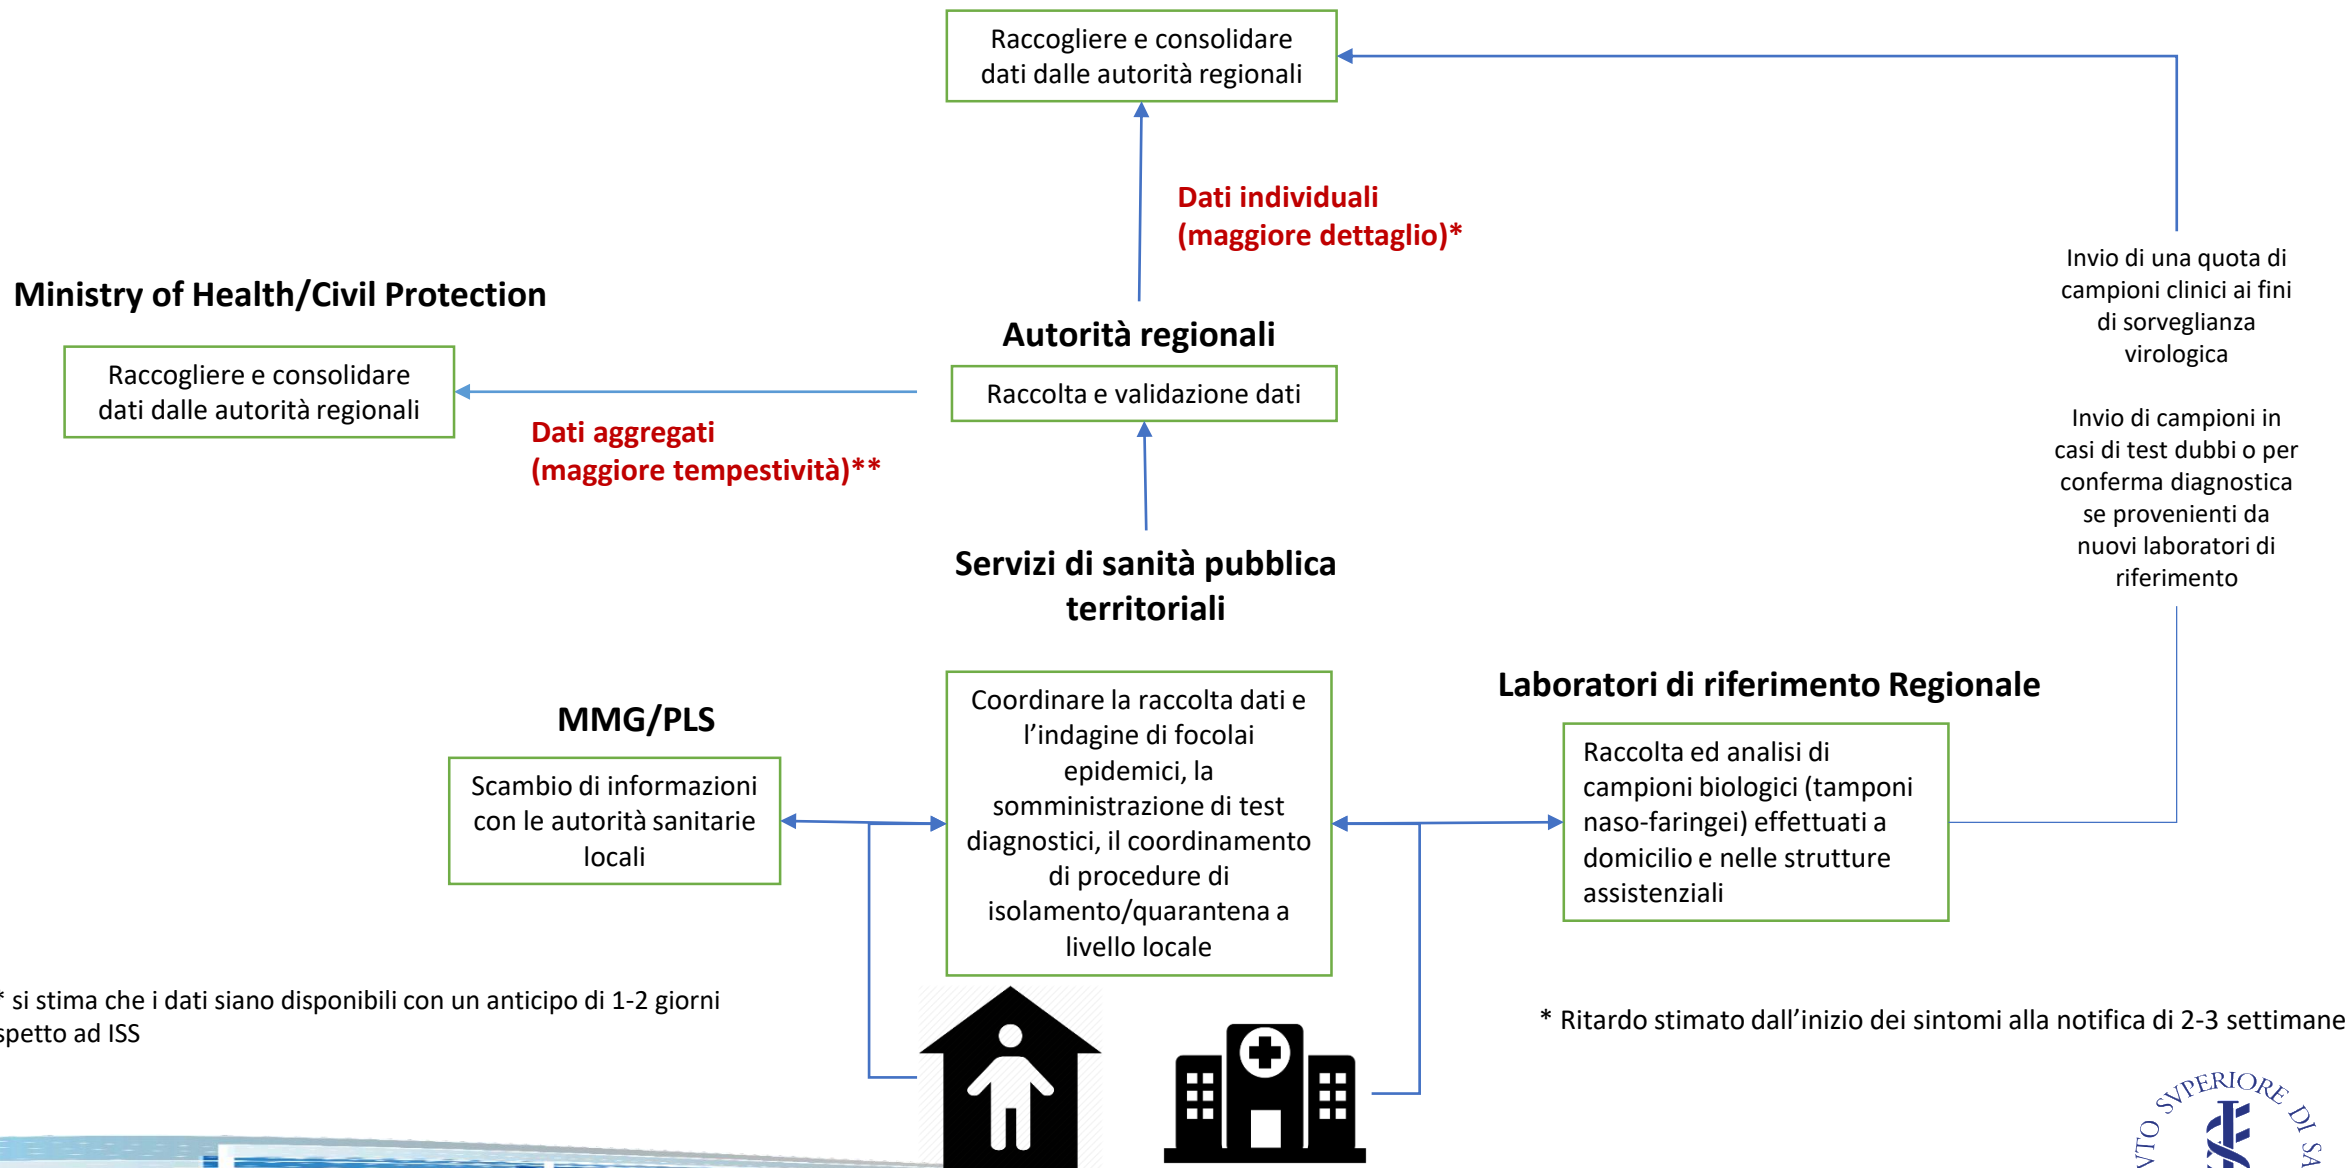 Raccogliere e consolidare
dati dalle autorità regionali
Dati individuali
(maggiore dettaglio)*
Invio di una quota di
campioni clinici ai fini
di sorveglianza
virologica
Ministry of Health/Civil Protection
Autorità regionali
Raccogliere e consolidare
dati dalle autorità regionali
Raccolta e validazione dati
Dati aggregati
(maggiore tempestività)**
Invio di campioni in
casi di test dubbi o per
conferma diagnostica
se provenienti da
nuovi laboratori di
riferimento
Servizi di sanità pubblica
territoriali
MMG/PLS
Scambio di informazioni
con le autorità sanitarie
locali
Coordinare la raccolta dati e
l'indagine di focolai
epidemici, la
somministrazione di test
diagnostici, il coordinamento
di procedure di
isolamento/quarantena a
livello locale
Laboratori di riferimento Regionale
Raccolta ed analisi di
campioni biologici (tamponi
naso-faringei) effettuati a
domicilio e nelle strutture
assistenziali
* si stima che i dati siano disponibili con un anticipo di 1-2 giorni
spetto ad ISS
* Ritardo stimato dall'inizio dei sintomi alla notifica di 2-3 settimane
VTO SVPERIORE DI SA